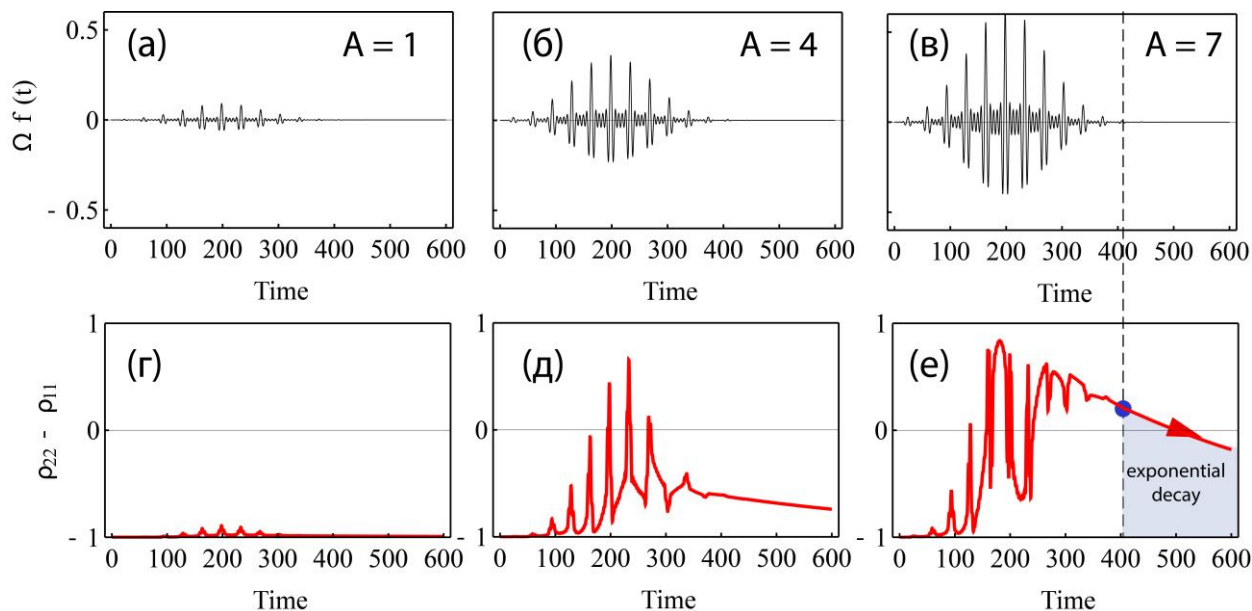 (а) A = 1
(б) A = 4
(в) A = 7
0.5
0
- 0.5
Ω f (t)
0 100 200 300 400 500 600
0 100 200 300 400 500 600
0 100 200 300 400 500 600
Time
Time
Time
(г)
(д)
(е)
1
0
- 1
ρ22 - ρ11
1
0
-
1
0
- 1
exponential
decay
0 100 200 300 400 500 600
0 100 200 300 400 500 600
0 100 200 300 400 500 600
Time
Time
Time